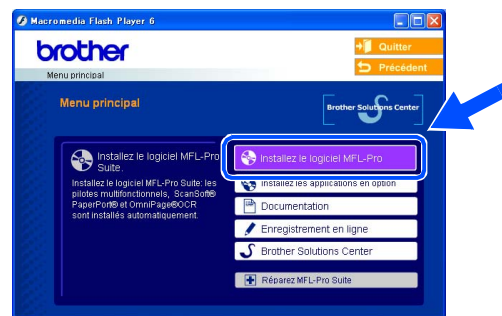 Macromedia Flash Player 6
brother
Quitter
Précédent
Menu principal
Menu principal
Brother Solutions Center
Installez le logiciel MFL-Pro
Suite.
Installez le logiciel MFL-Pro Suite: les
pilotes multifonctionnels, ScanSoft®
PaperPort® et OmniPage®OCR
sont installés automatiquement.
Installez le logiciel MFL-Pro
Installez les applications en option
Documentation
Enregistrement en ligne
Brother Solutions Center
Réparez MFL-Pro Suite